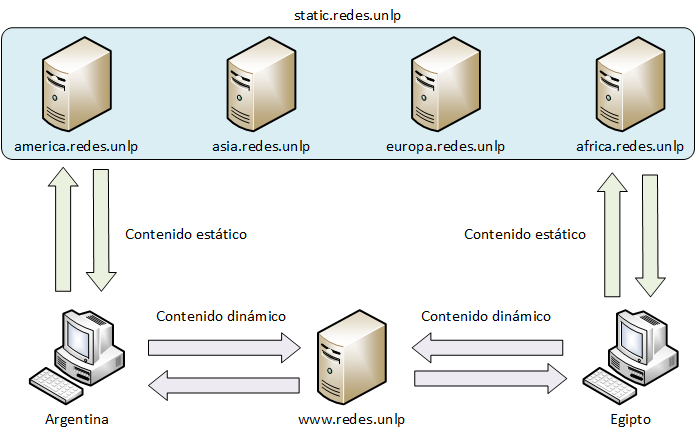 static.redes.unlp
america.redes.unlp
asia.redes.unlp
europa.redes.unlp
africa.redes.unlp
Contenido estático
Contenido estático
Contenido dinámico
Contenido dinámico
Argentina
www.redes.unlp
Egipto